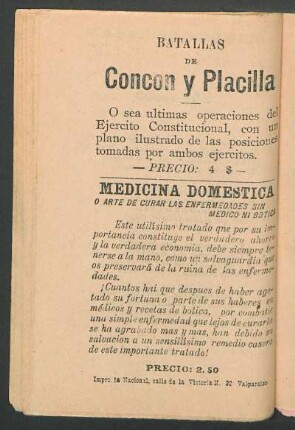 BATALLAS
DE
Concon y Placilla
O sea ultimas operaciones del
Ejercito Constitucional, con un
plano ilustrado de las posiciones
tomadas por ambos ejercitos.
— PRECIO: 4 $ —
MEDICINA DOMESTICA
O ARTE DE CURAR LAS ENFERMEDADES SIN
MEDICO NI BOTICA
Este utilísimo tratado que por su im-
portancia constituye el verdadero ahorro
y la verdadera economia, debe siempre te-
nerse a la mano, como un salvaguardia que
os preservará de la ruina de las enferme-
dades.
¡Cuantos hai que despues de haber ago-
tado su fortuna o parte de sus haberes en
médicos y recetas de botica, por combatir
una simple enfermedad que lejos de curarla
se ha agrabado mas y mas, han debido su
salvacion a un sensillísimo remedio casero
de este importante tratado!
PRECIO: 2.50
Imprenta Nacional, calle de la Victoria N. Valparaiso